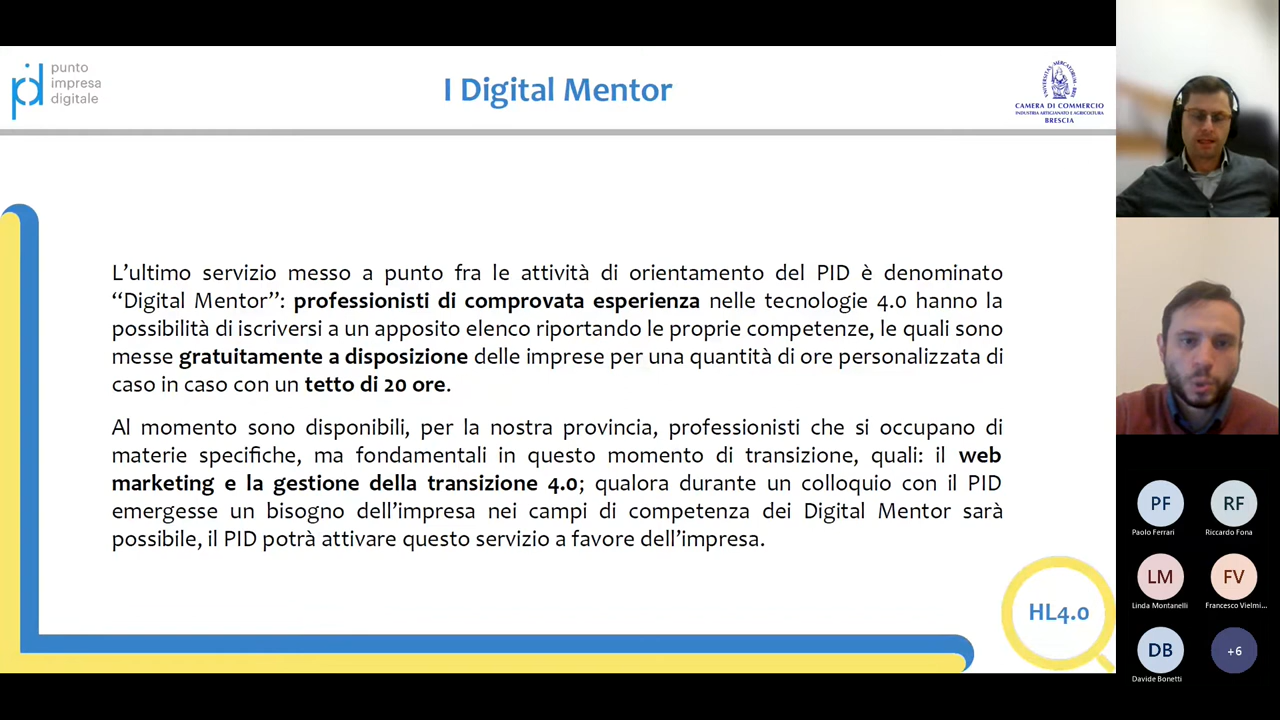 punto
impresa
digitale
I Digital Mentor
CAMERA DI COMMERCIO
INDUSTRIA ARTIGIANATO E AGRICOLTURA
BRESCIA
L’ultimo servizio messo a punto fra le attività di orientamento del PID è denominato
“Digital Mentor”: professionisti di comprovata esperienza nelle tecnologie 4.0 hanno la
possibilità di iscriversi a un apposito elenco riportando le proprie competenze, le quali sono
messe gratuitamente a disposizione delle imprese per una quantità di ore personalizzata di
caso in caso con un tetto di 20 ore.
Al momento sono disponibili, per la nostra provincia, professionisti che si occupano di
materie specifiche, ma fondamentali in questo momento di transizione, quali: il web
marketing e la gestione della transizione 4.0; qualora durante un colloquio con il PID
emergesse un bisogno dell’impresa nei campi di competenza dei Digital Mentor sarà
possibile, il PID potrà attivare questo servizio a favore dell’impresa.
HL4.0
PF RF
Paolo Ferrari Riccardo Fona
LM FV
Linda Montanelli Francesco Vielmi...
DB +6
Davide Bonetti